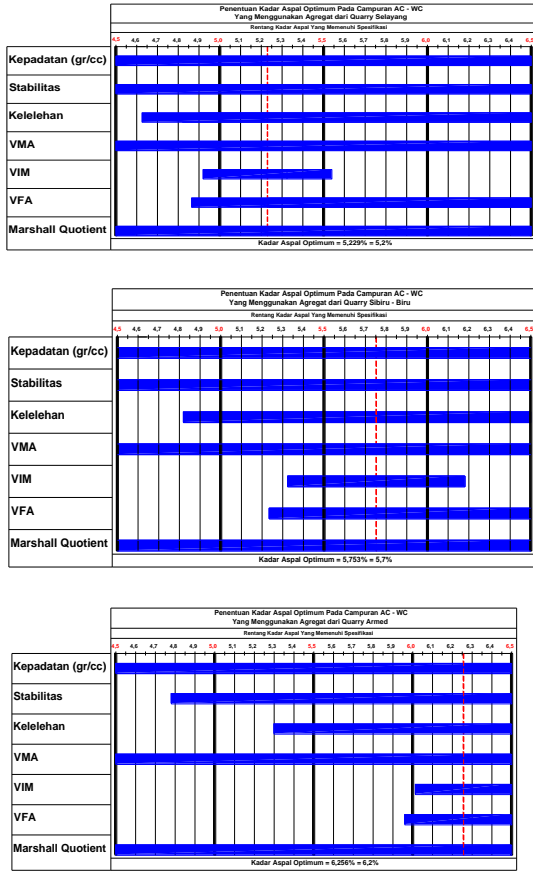 Penentuan Kadar Aspal Optimum Pada Campuran AC - WC
Yang Menggunakan Agregat dari Quarry Selayang
Rentang Kadar Aspal Yang Memenuhi Spesifikasi
4,5 4,6 4,7 4,8 4,9 5,0 5,1 5,2 5,3 5,4 5,5 5,6 5,7 5,8 5,9 6,0 6,1 6,2 6,3 6,4 6,5
Kepadatan (gr/cc)
Stabilitas
Kelelehan
VMA
VIM
VFA
Marshall Quotient
Kadar Aspal Optimum = 5,229% = 5,2%
Penentuan Kadar Aspal Optimum Pada Campuran AC - WC
Yang Menggunakan Agregat dari Quarry Sibiru - Biru
Rentang Kadar Aspal Yang Memenuhi Spesifikasi
4,5 4,6 4,7 4,8 4,9 5,0 5,1 5,2 5,3 5,4 5,5 5,6 5,7 5,8 5,9 6,0 6,1 6,2 6,3 6,4 6,5
Kepadatan (gr/cc)
Stabilitas
Kelelehan
VMA
VIM
VFA
Marshall Quotient
Kadar Aspal Optimum = 5,753% = 5,7%
Penentuan Kadar Aspal Optimum Pada Campuran AC - WC
Yang Menggunakan Agregat dari Quarry Armed
Rentang Kadar Aspal Yang Memenuhi Spesifikasi
4,5 4,6 4,7 4,8 4,9 5,0 5,1 5,2 5,3 5,4 5,5 5,6 5,7 5,8 5,9 6,0 6,1 6,2 6,3 6,4 6,5
Kepadatan (gr/cc)
Stabilitas
Kelelehan
VMA
VIM
VFA
Marshall Quotient
Kadar Aspal Optimum = 6,256% = 6,2%